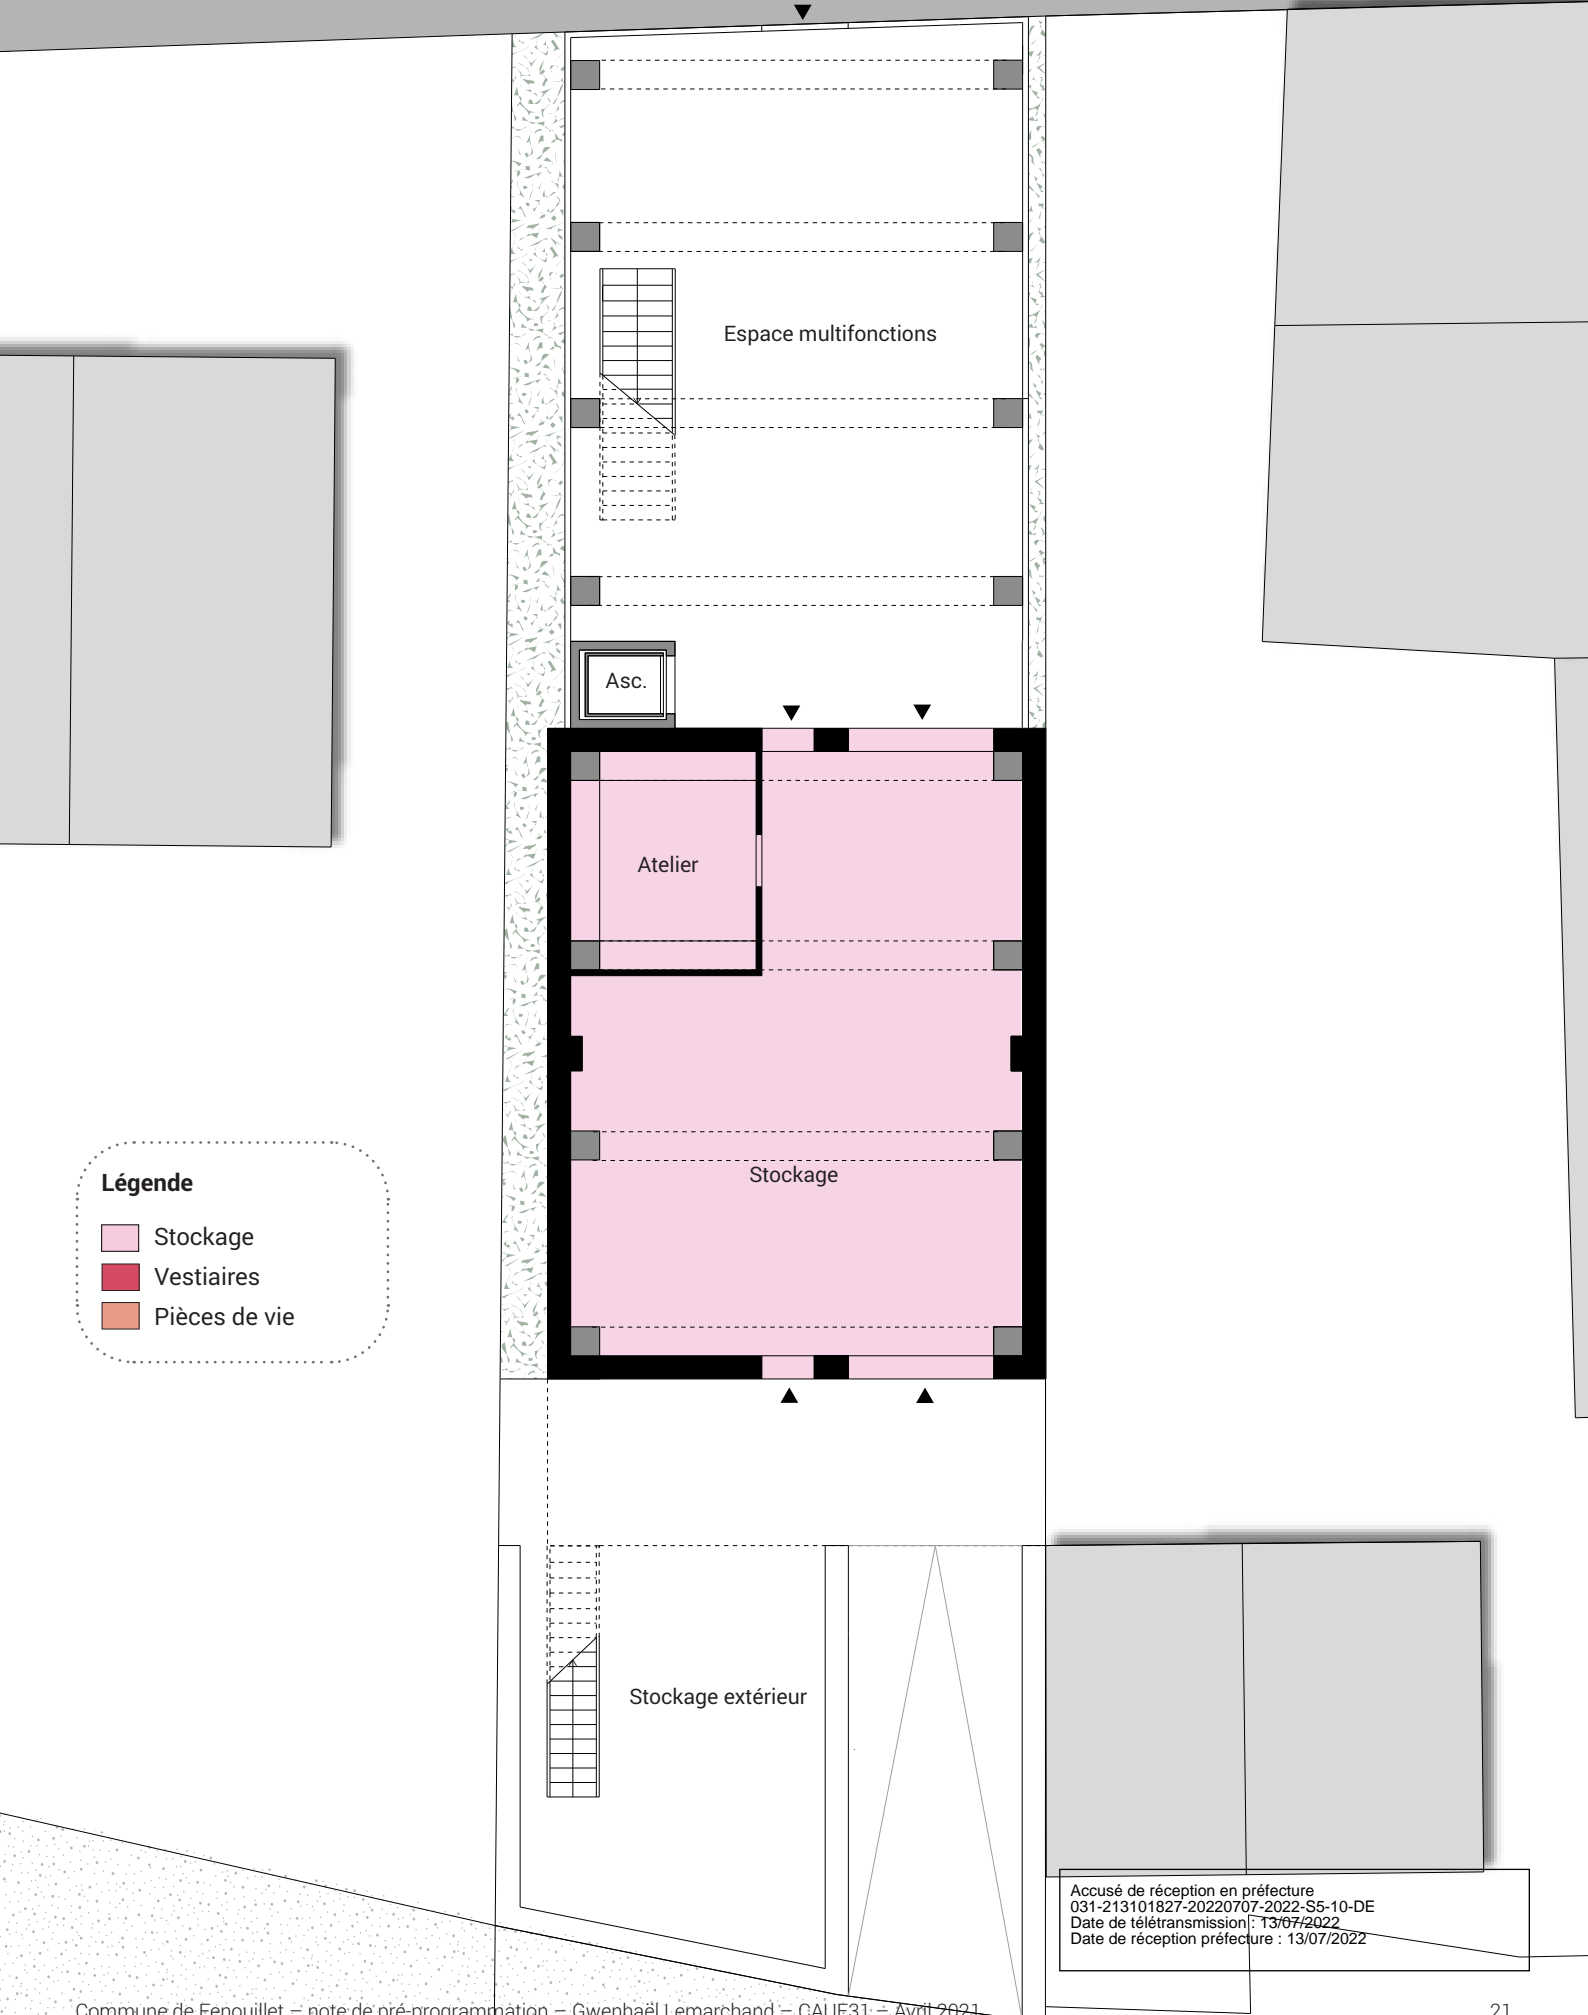 Espace multifonctions
Asc.
Atelier
Légende
Stockage
Vestiaires
Pièces de vie
Stockage
Stockage extérieur
Accusé de réception en préfecture
031-213101827-20220707-2022-S5-10-DE
Date de télétransmission : 13/07/2022
Date de réception préfecture : 13/07/2022
Commune de Fenouillet – note de pré-programmation – Gwenhaël Lemarchand – CAUE31 – Avril 2021
21